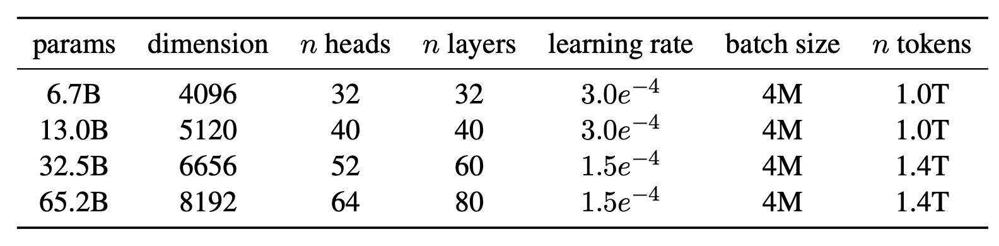 params dimension n heads n layers learning rate batch size n tokens
6.7B 4096 32 32 3.0e⁻⁴ 4M 1.0T
13.0B 5120 40 40 3.0e⁻⁴ 4M 1.0T
32.5B 6656 52 60 1.5e⁻⁴ 4M 1.4T
65.2B 8192 64 80 1.5e⁻⁴ 4M 1.4T